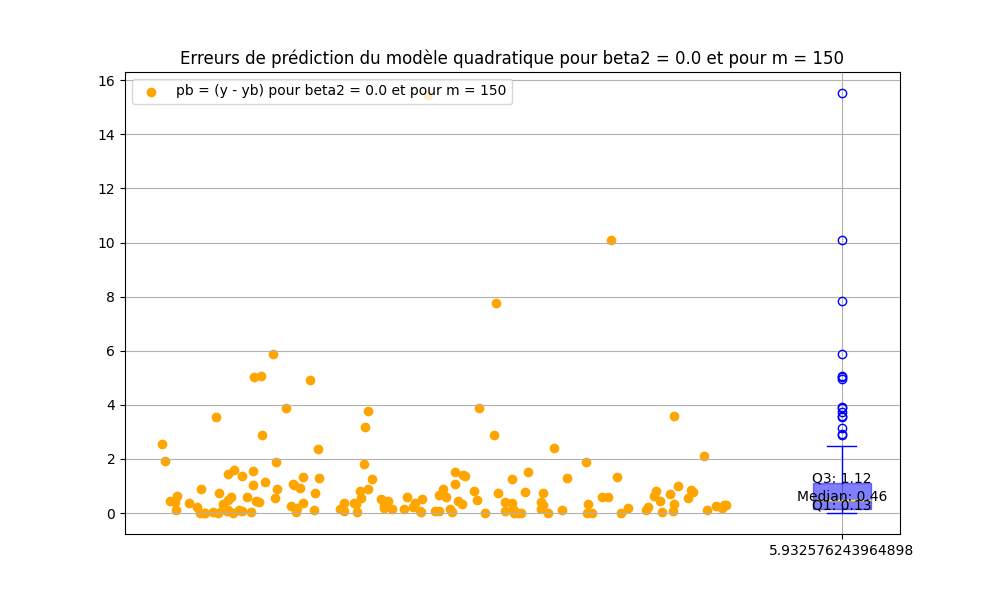 Erreurs de prédiction du modèle quadratique pour beta2 = 0.0 et pour m = 150
pb = (y - yb) pour beta2 = 0.0 et pour m = 150
16
14
12
10
8
6
4
2
0
Q3: 1.12
Median: 0.46
Q1: 0.13
5.932576243964898